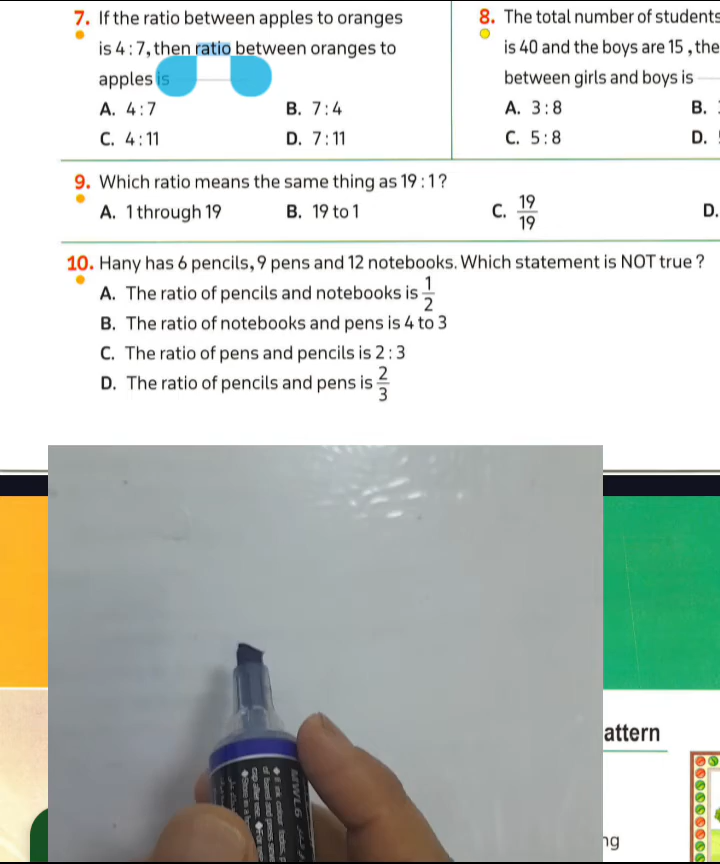 7. If the ratio between apples to oranges
is 4 : 7, then ratio between oranges to
apples is
A. 4 : 7
B. 7 : 4
C. 4 : 11
D. 7 : 11
8. The total number of students
is 40 and the boys are 15 , the
between girls and boys is
A. 3 : 8
B.
C. 5 : 8
D.
9. Which ratio means the same thing as 19 : 1 ?
A. 1 through 19
B. 19 to 1
C. 19/19
D.
10. Hany has 6 pencils, 9 pens and 12 notebooks. Which statement is NOT true ?
A. The ratio of pencils and notebooks is 1/2
B. The ratio of notebooks and pens is 4 to 3
C. The ratio of pens and pencils is 2 : 3
D. The ratio of pencils and pens is 2/3
attern
ng